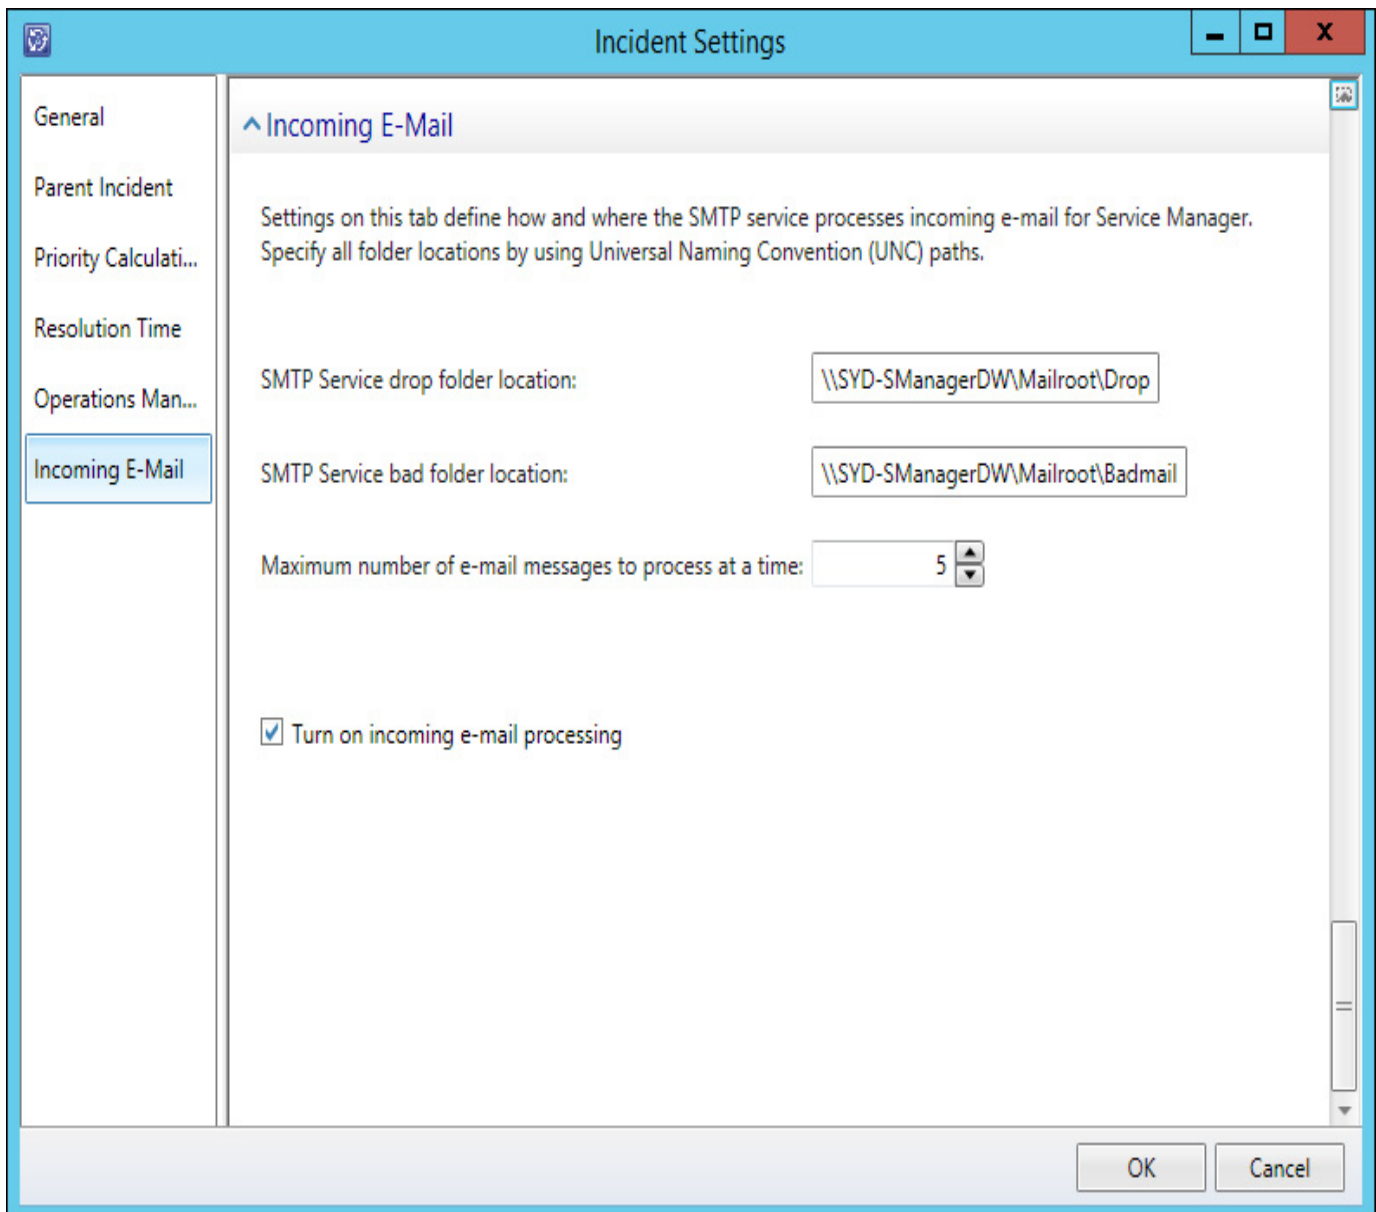 Incident Settings
X
General
Parent Incident
Priority Calculati...
Resolution Time
Operations Man...
Incoming E-Mail
Incoming E-Mail
Settings on this tab define how and where the SMTP service processes incoming e-mail for Service Manager.
Specify all folder locations by using Universal Naming Convention (UNC) paths.
SMTP Service drop folder location: \\SYD-SManagerDW\Mailroot\Drop
SMTP Service bad folder location: \\SYD-SManagerDW\Mailroot\Badmail
Maximum number of e-mail messages to process at a time: 5
Turn on incoming e-mail processing
OK Cancel